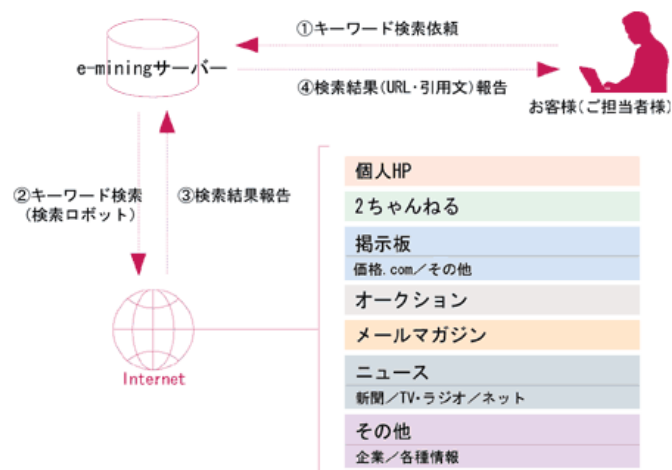 ①キーワード検索依頼
e-miningサーバー
④検索結果(URL・引用文)報告
お客様(ご担当者様)
②キーワード検索
(検索ロボット)
③検索結果報告
Internet
個人HP
2ちゃんねる
掲示板
価格.com／その他
オークション
メールマガジン
ニュース
新聞／TV・ラジオ／ネット
その他
企業／各種情報